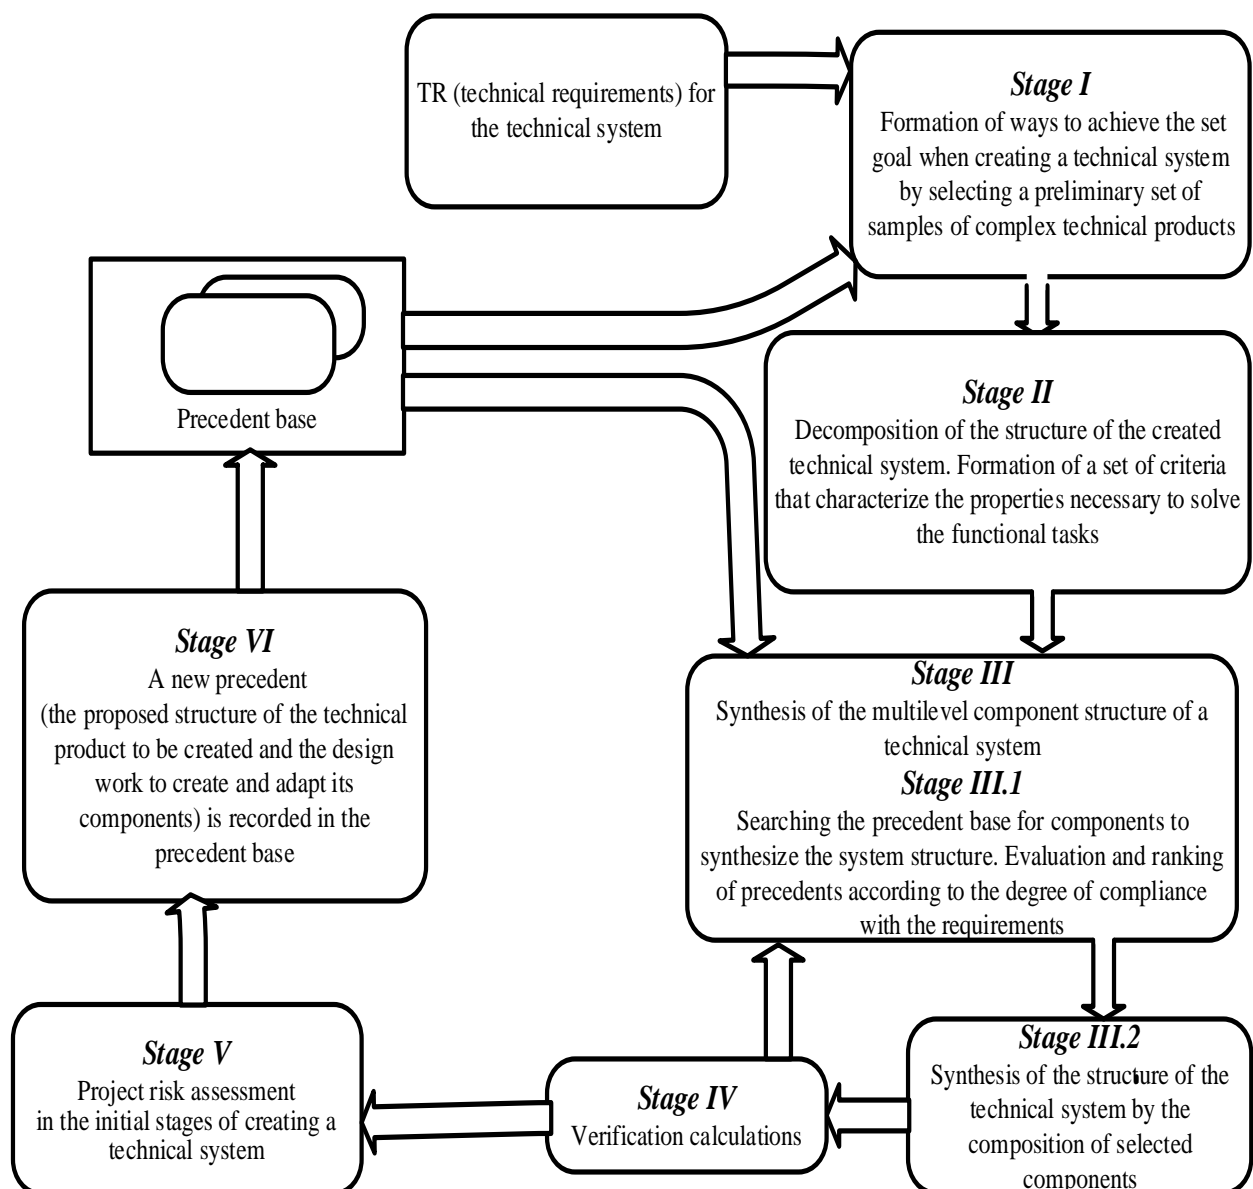 TR (technical requirements) for
the technical system
Stage I
Formation of ways to achieve the set
goal when creating a technical system
by selecting a preliminary set of
samples of complex technical products
Precedent base
Stage II
Decomposition of the structure of the created
technical system. Formation of a set of criteria
that characterize the properties necessary to solve
the functional tasks
Stage III
Synthesis of the multilevel component structure of a
technical system
Stage III.1
Searching the precedent base for components to
synthesize the system structure. Evaluation and ranking
of precedents according to the degree of compliance
with the requirements
Stage VI
A new precedent
(the proposed structure of the technical
product to be created and the design
work to create and adapt its
components) is recorded in the
precedent base
Stage III.2
Synthesis of the structure of the
technical system by the
composition of selected
components
Stage IV
Verification calculations
Stage V
Project risk assessment
in the initial stages of creating a
technical system